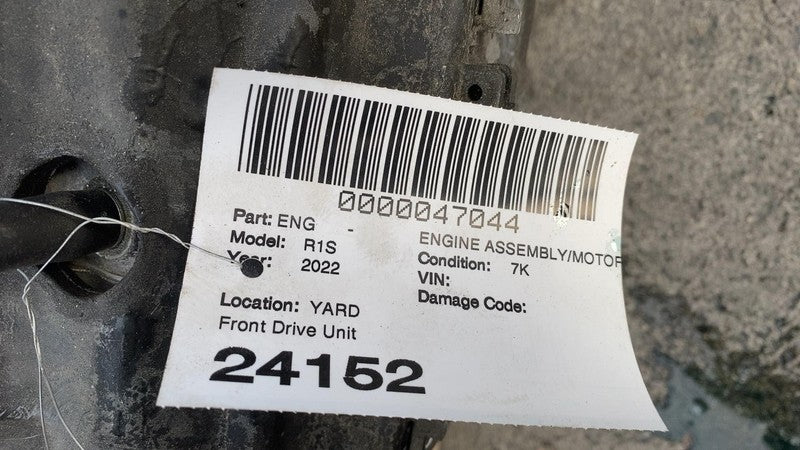 0000047044
Part: ENG -
ENGINE ASSEMBLY/MOTOR
Model: R1S
Condition: 7K
Year: 2022
VIN:
Damage Code:
Location: YARD
Front Drive Unit
24152